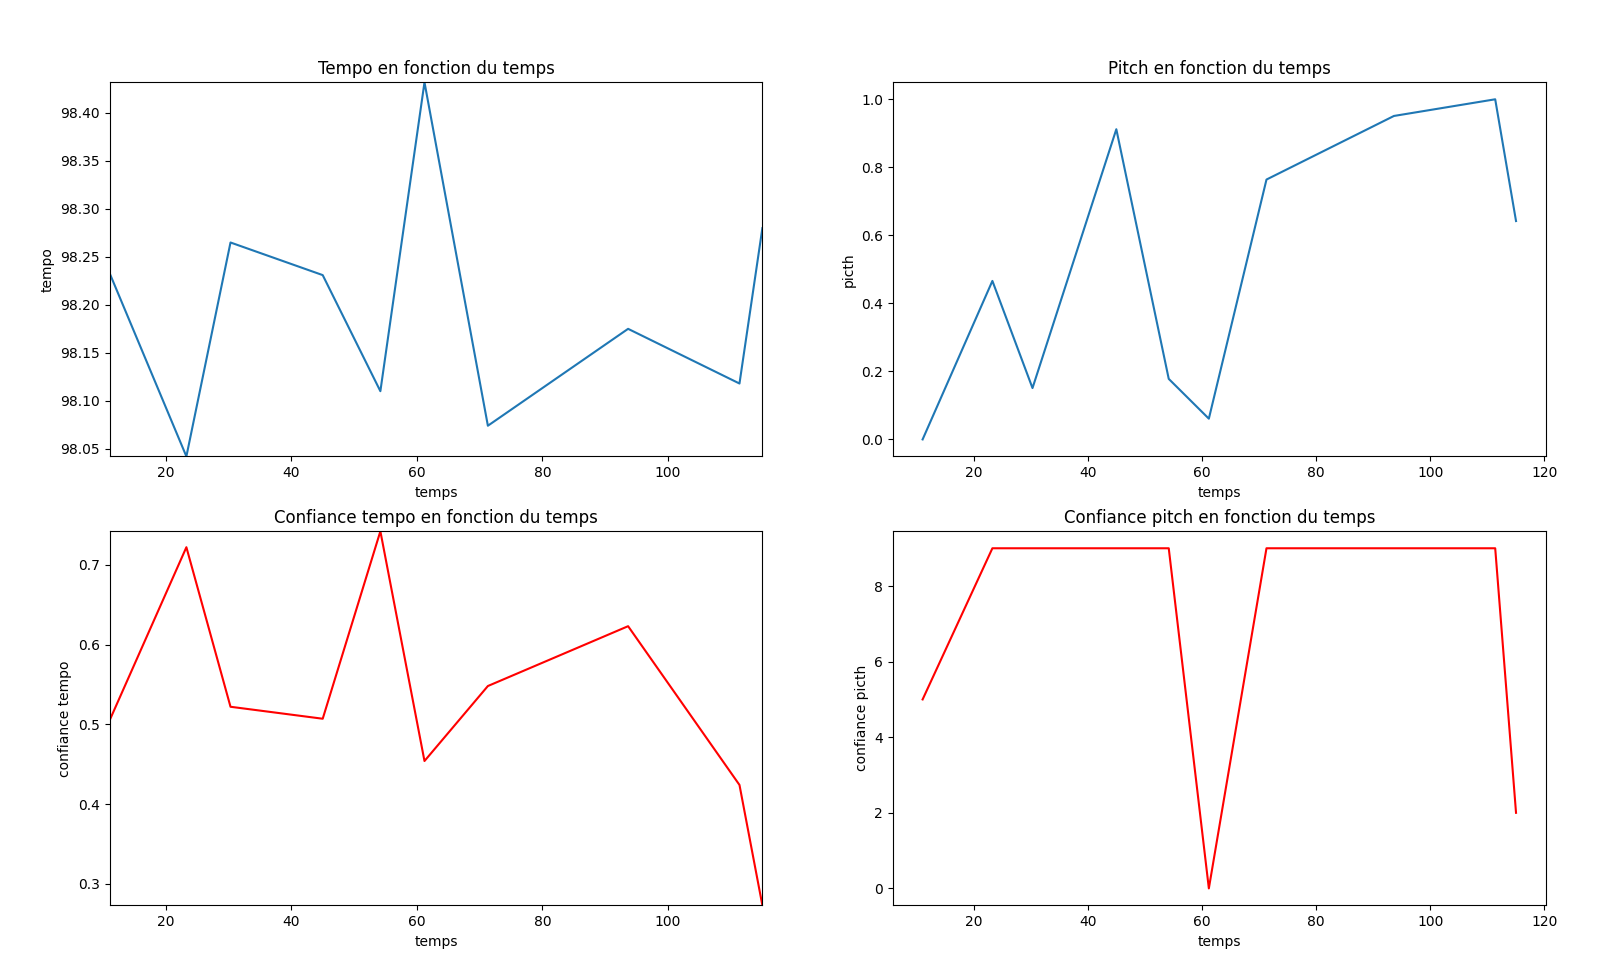 Tempo en fonction du temps
98.40
98.35
98.30
98.25
98.20
98.15
98.10
98.05
tempo
20 40 60 80 100
temps
Pitch en fonction du temps
1.0
0.8
0.6
0.4
0.2
0.0
picth
20 40 60 80 100 120
temps
Confiance tempo en fonction du temps
0.7
0.6
0.5
0.4
0.3
confiance tempo
20 40 60 80 100
temps
Confiance pitch en fonction du temps
8
6
4
2
0
confiance picth
20 40 60 80 100 120
temps